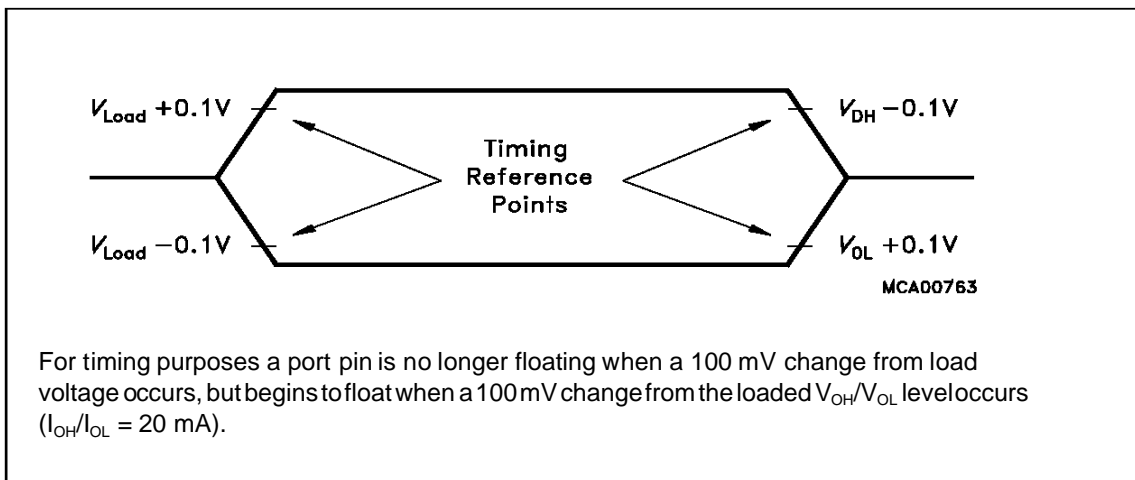 V_Load +0.1V
V_DH −0.1V
Timing
Reference
Points
V_Load −0.1V
V_OL +0.1V
MCA00763
For timing purposes a port pin is no longer floating when a 100 mV change from load
voltage occurs, but begins to float when a 100 mV change from the loaded V_OH/V_OL level occurs
(I_OH/I_OL = 20 mA).